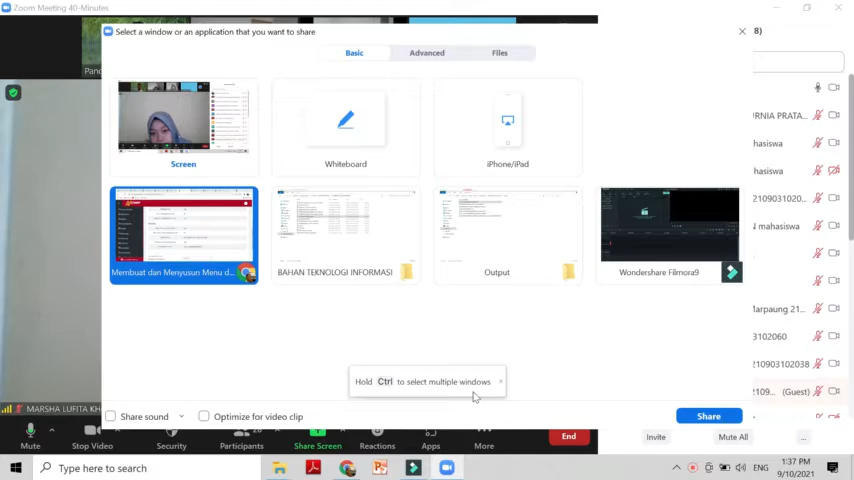 Zoom Meeting 40-Minutes
Select a window or an application that you want to share
8)
Basic
Advanced
Files
Screen
Whiteboard
iPhone/iPad
Membuat dan Menyusun Menu d...
BAHAN TEKNOLOGI INFORMASI
Output
Wondershare Filmora9
Hold Ctrl to select multiple windows
Share sound
Optimize for video clip
Share
URNIA PRATA...
hasiswa
hasiswa
2109031020...
N mahasiswa
Marpaung 21...
3102060
210903102038
2109... (Guest)
MARSHA LUFITA KH
Mute
Stop Video
Security
Participants
Share Screen
Reactions
Apps
More
End
Invite
Mute All
...
Type here to search
ENG
1:37 PM
9/10/2021